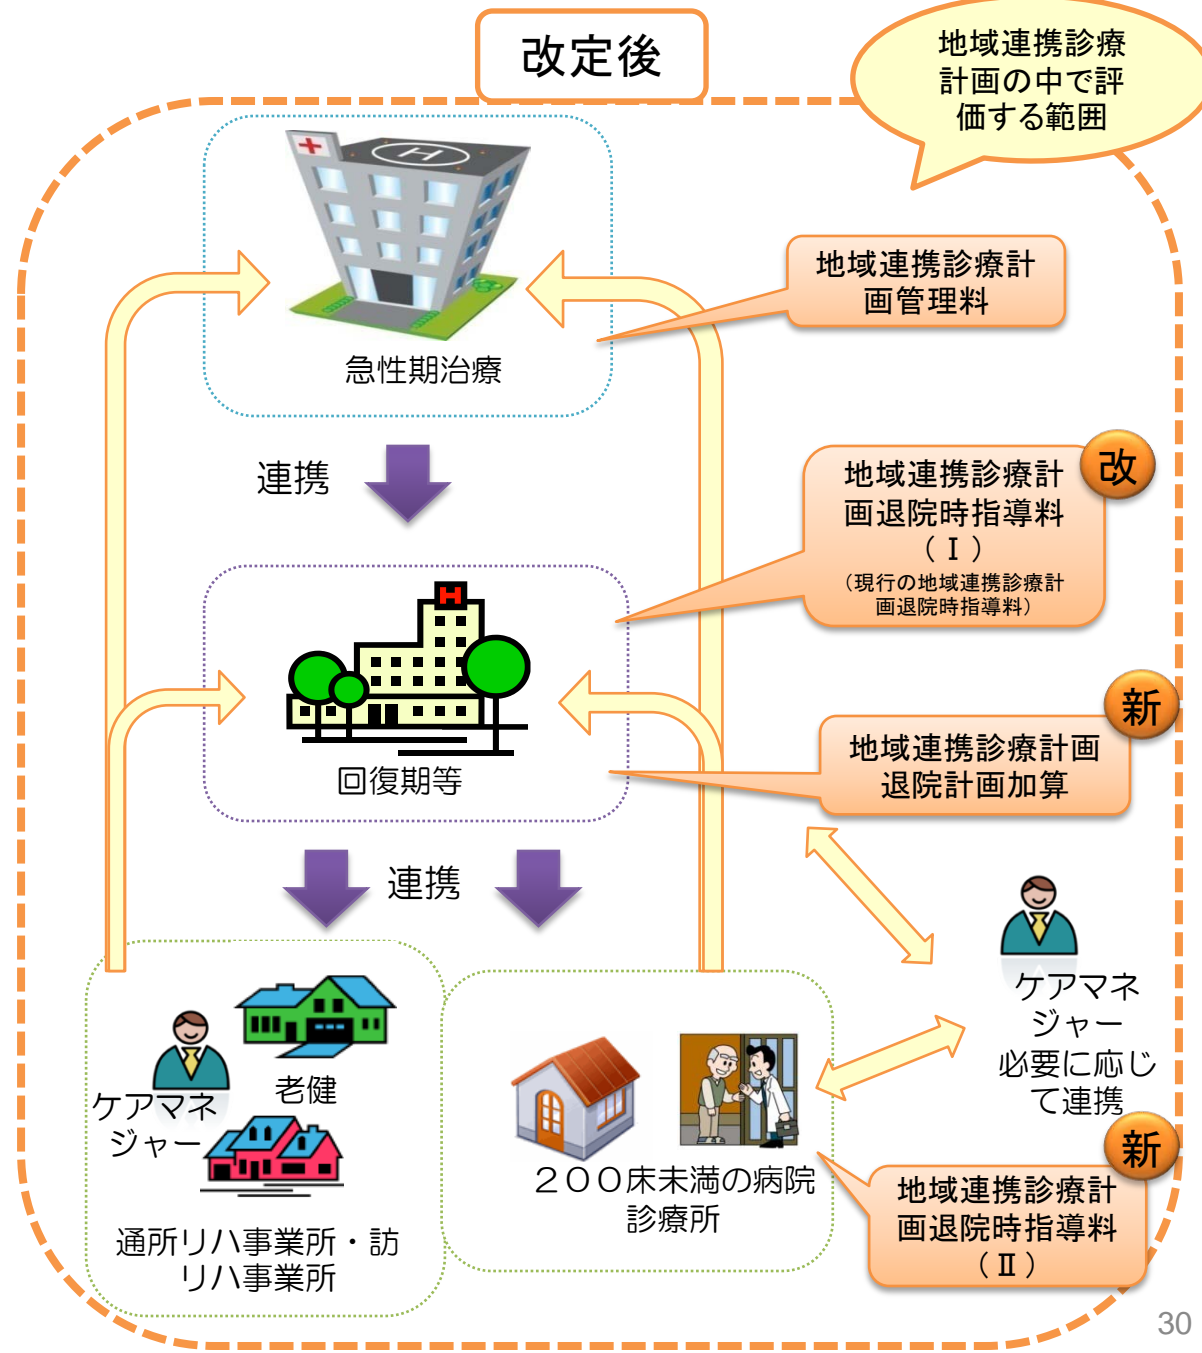 改定後
地域連携診療
計画の中で評
価する範囲
H
急性期治療
地域連携診療計
画管理料
連携
改
地域連携診療計
画退院時指導料
（Ⅰ）
（現行の地域連携診療計
画退院時指導料）
H
回復期等
新
地域連携診療計画
退院計画加算
連携
ケアマネ
ジャー
老健
通所リハ事業所・訪
リハ事業所
２００床未満の病院
診療所
ケアマネ
ジャー
必要に応じ
て連携
新
地域連携診療計
画退院時指導料
（Ⅱ）
30